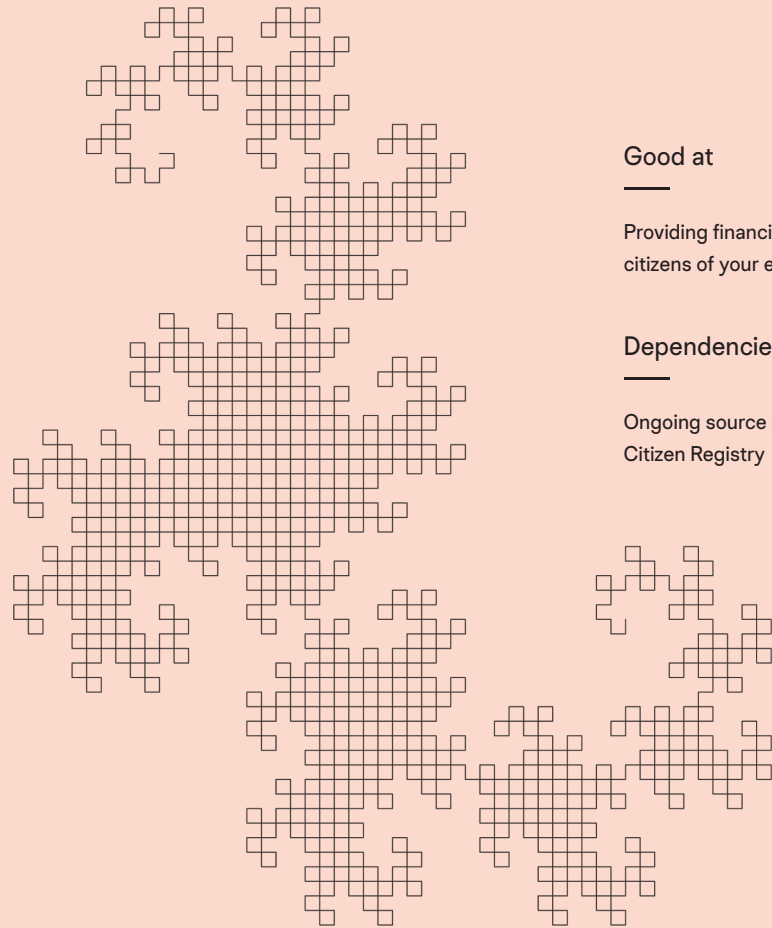 Good at
Providing financi
citizens of your e
Dependencie
Ongoing source
Citizen Registry